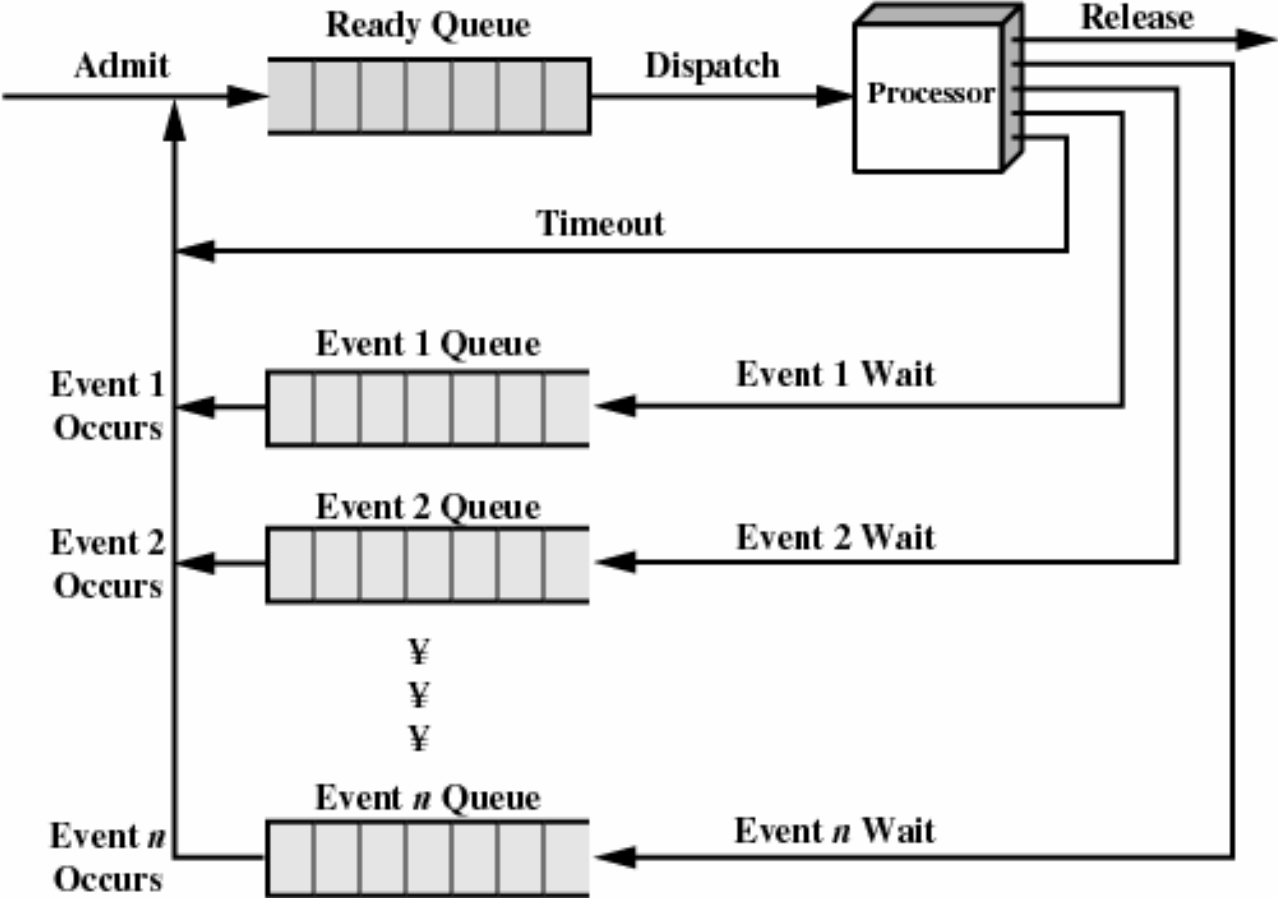 Ready Queue
Release
Admit
Dispatch
Processor
Timeout
Event 1 Queue
Event 1 Wait
Event 1
Occurs
Event 2 Queue
Event 2 Wait
Event 2
Occurs
¥
¥
¥
Event n Queue
Event n Wait
Event n
Occurs